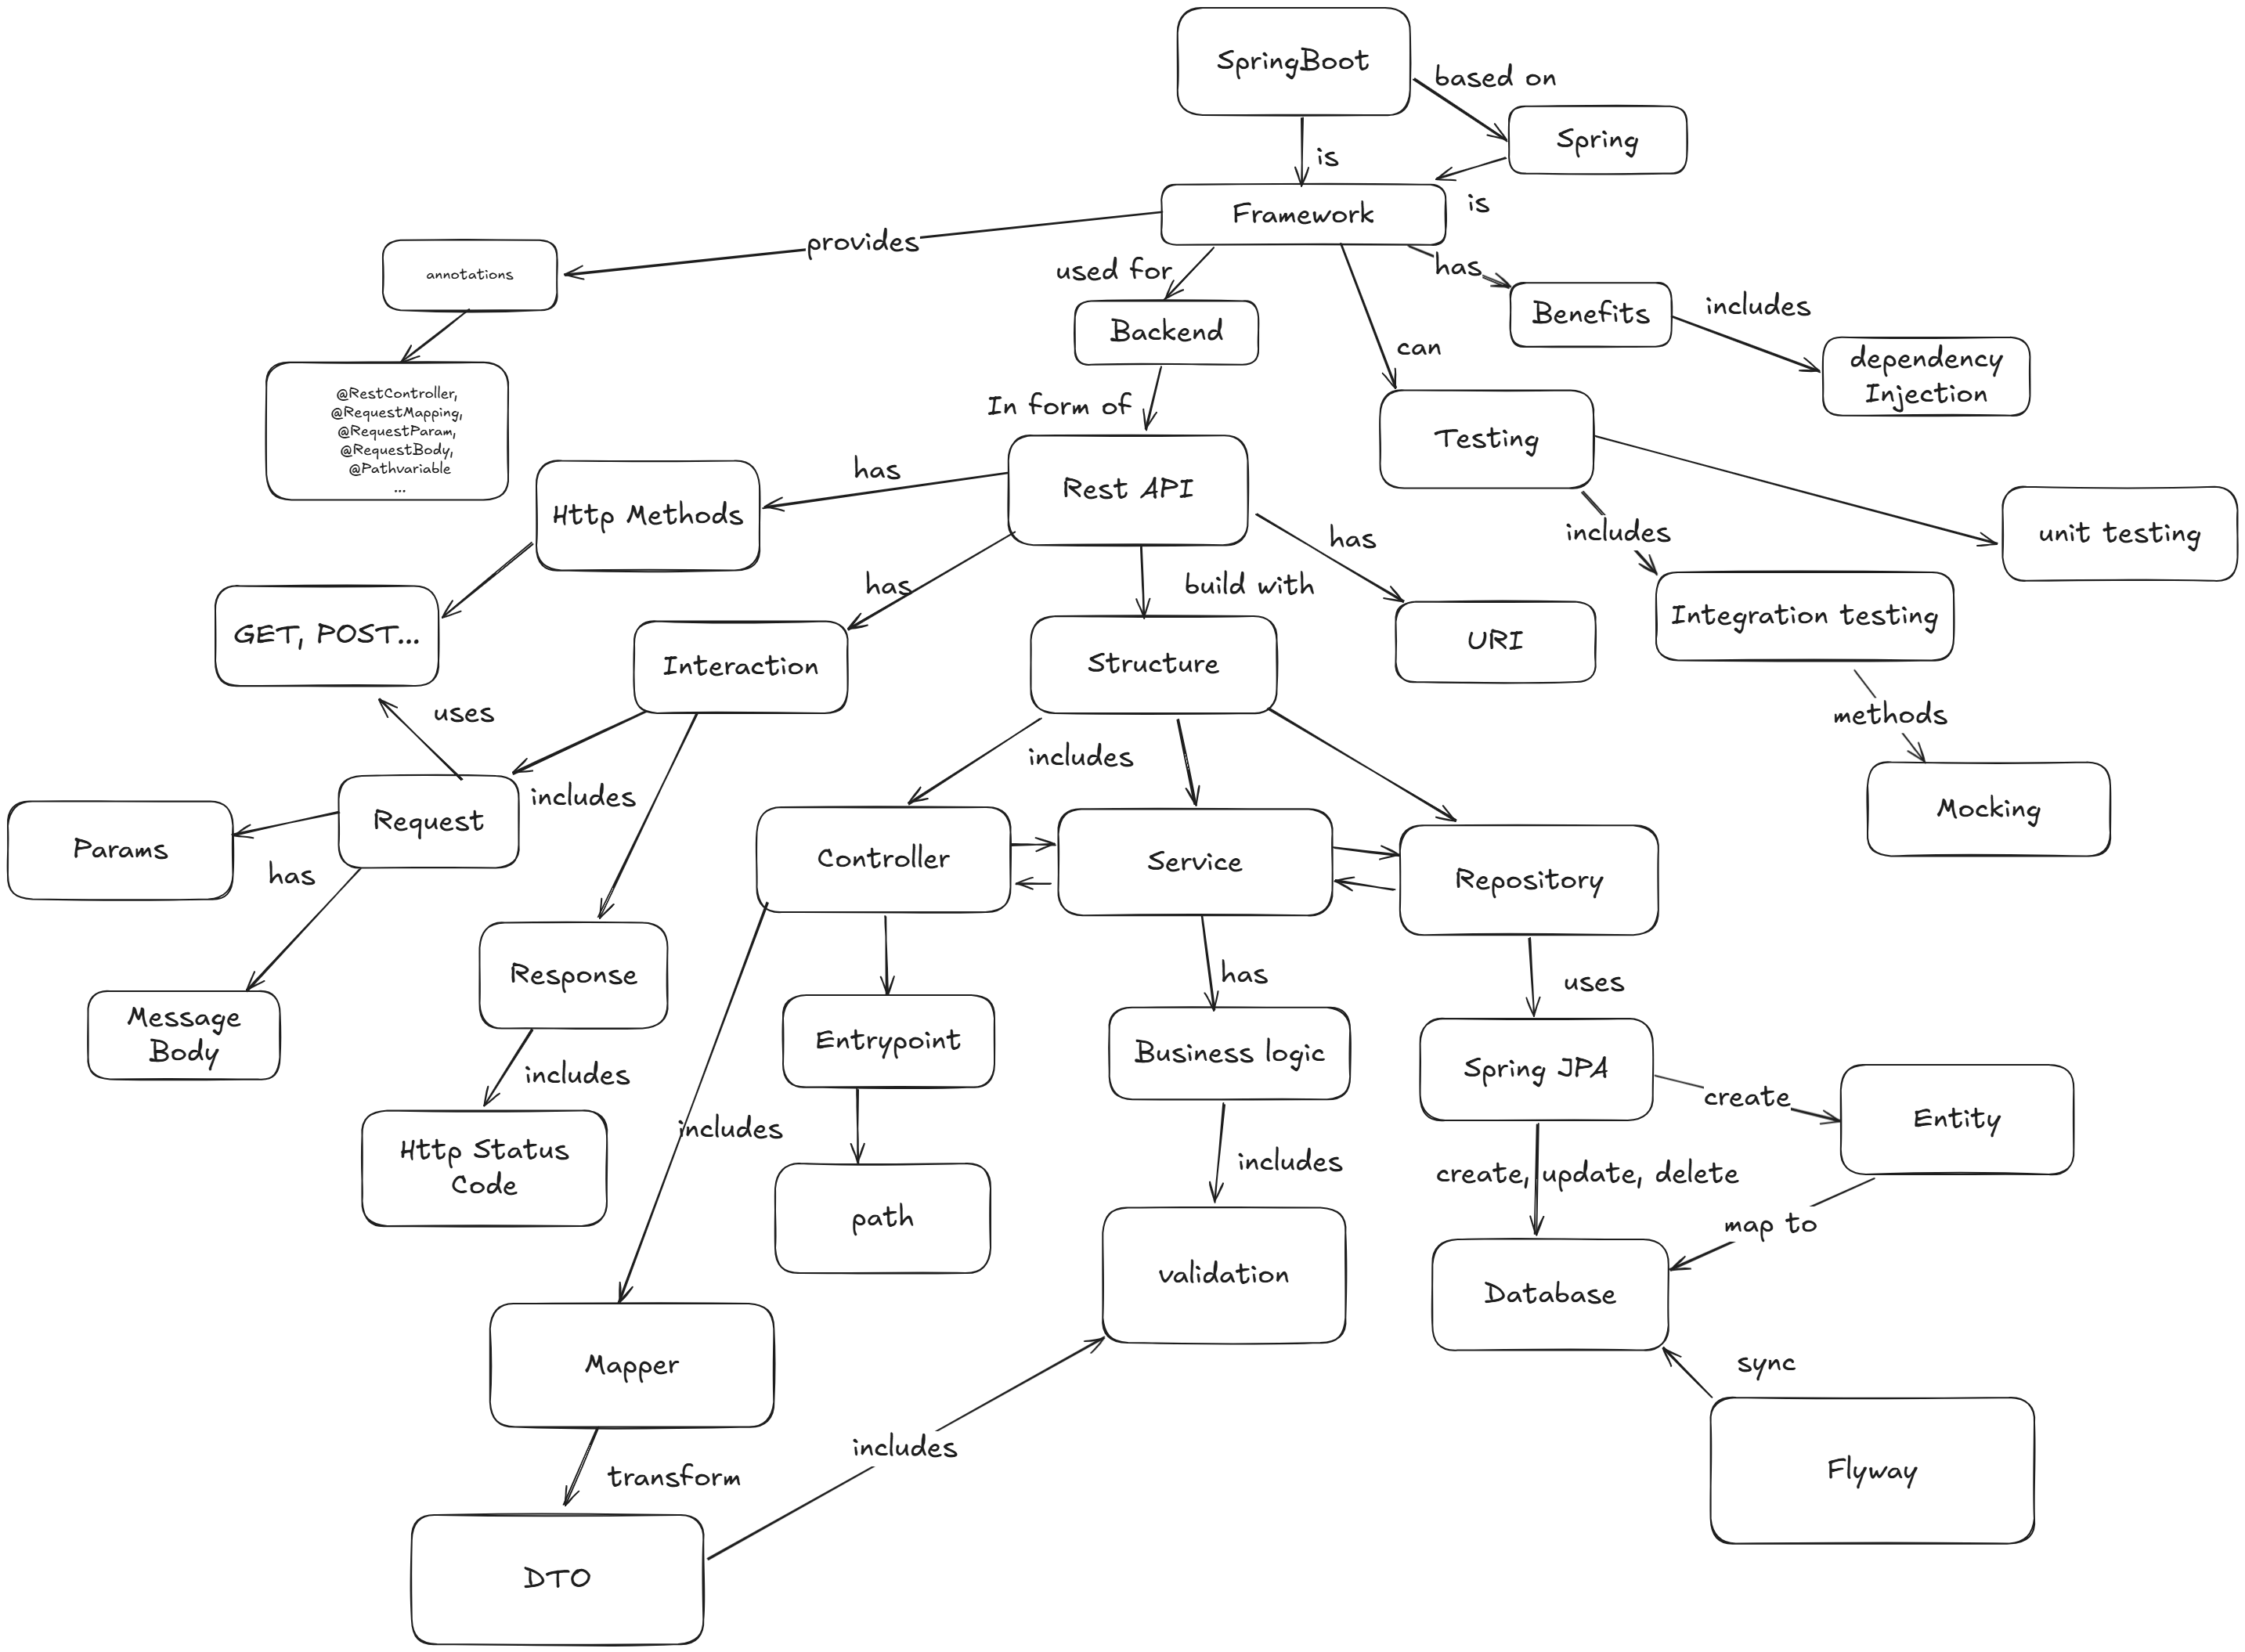 SpringBoot
based on
Spring
is
is
Framework
provides
annotations
used for
has
Benefits
includes
dependency
Injection
Backend
can
In form of
@RestController,
@RequestMapping,
@RequestParam,
@RequestBody,
@Pathvariable
...
Testing
has
Rest API
Http Methods
has
includes
unit testing
has
build with
GET, POST...
Interaction
Structure
URI
Integration testing
uses
methods
includes
includes
Mocking
Request
Params
has
Controller
Service
Repository
Response
has
uses
Message
Body
Entrypoint
Business logic
Spring JPA
includes
create
Entity
includes
Http Status
Code
includes
create, update, delete
path
map to
validation
Database
Mapper
sync
includes
transform
Flyway
DTO